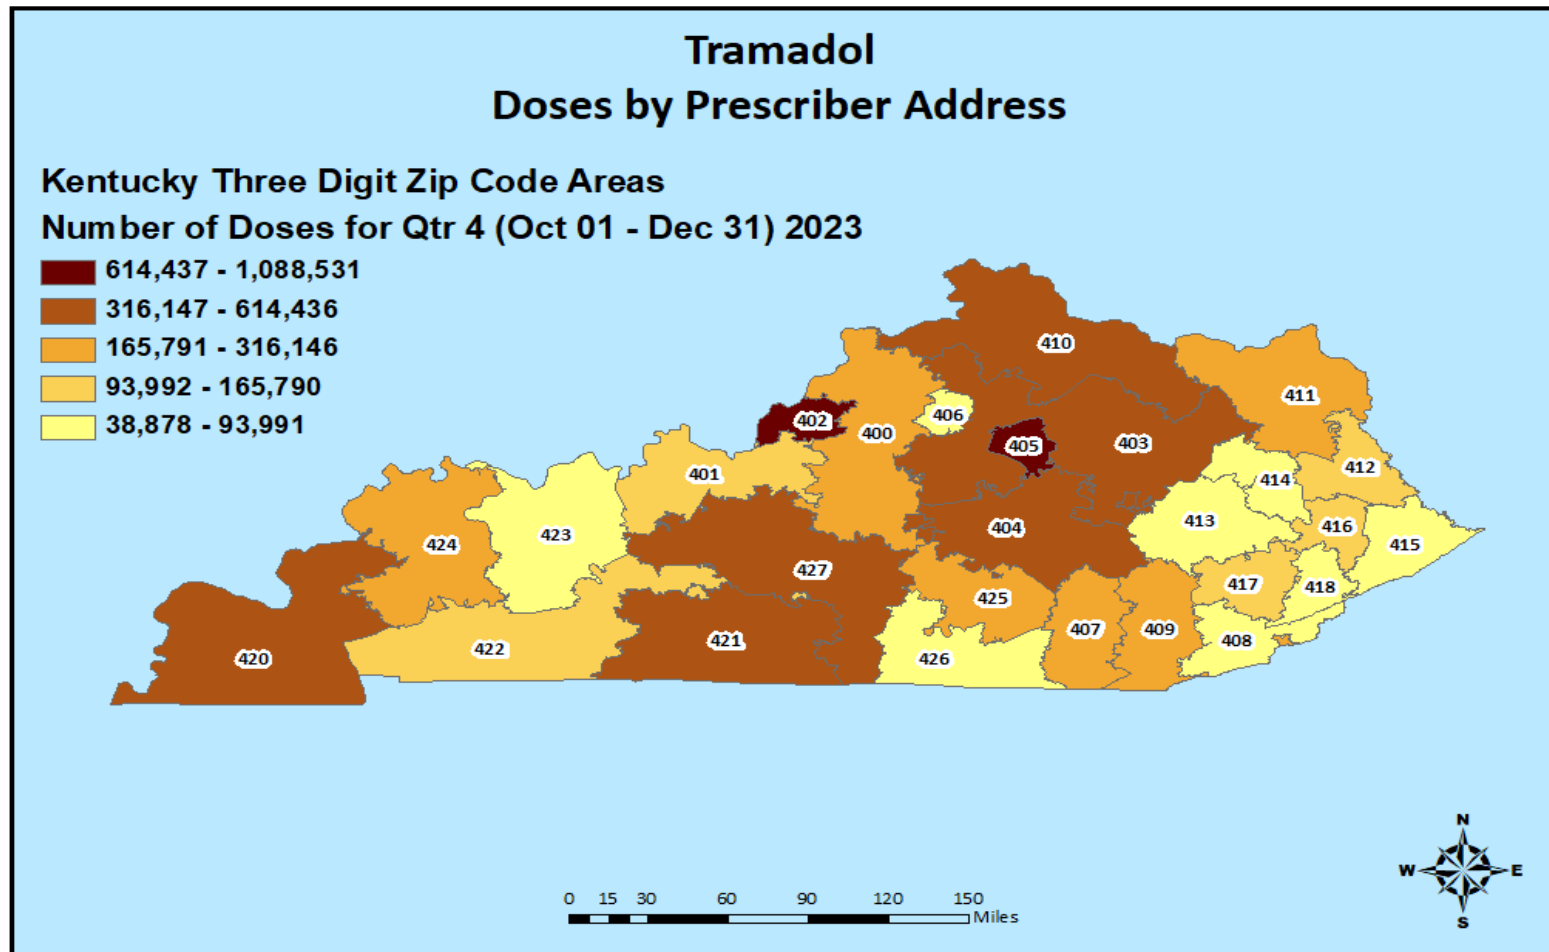 Tramadol
Doses by Prescriber Address
Kentucky Three Digit Zip Code Areas
Number of Doses for Qtr 4 (Oct 01 - Dec 31) 2023
614,437 - 1,088,531
316,147 - 614,436
165,791 - 316,146
93,992 - 165,790
38,878 - 93,991
410
411
406
402
400
405
403
401
412
414
413
404
416
415
424
423
427
417
418
425
407
409
408
420
422
421
426
N
W E
S
0 15 30 60 90 120 150
Miles